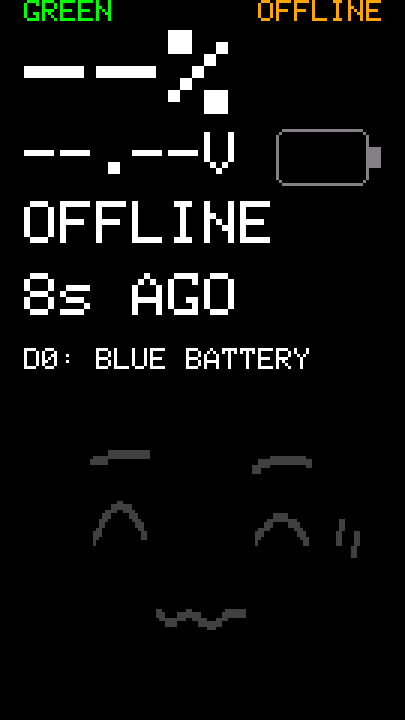 GREEN OFFLINE
--%
--.--V
OFFLINE
8s AGO
D0: BLUE BATTERY